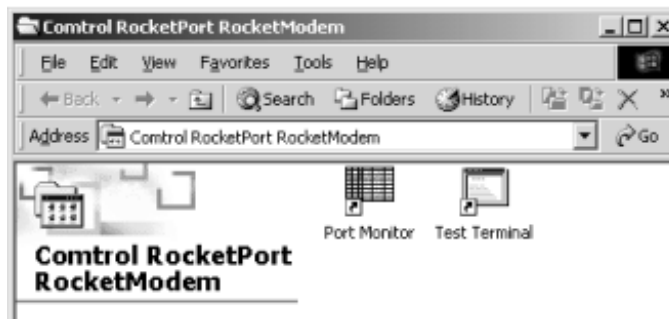 Comtrol RocketPort RocketModem
File Edit View Favorites Tools Help
Back Search Folders History
Address Comtrol RocketPort RocketModem Go
Port Monitor Test Terminal
Comtrol RocketPort
RocketModem